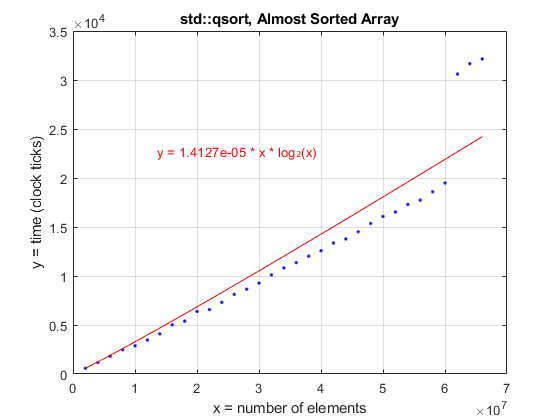 std::qsort, Almost Sorted Array
×10⁴
3.5
3
2.5
2
1.5
1
0.5
0
y = time (clock ticks)
y = 1.4127e-05 * x * log₂(x)
0 1 2 3 4 5 6 7
x = number of elements
×10⁷